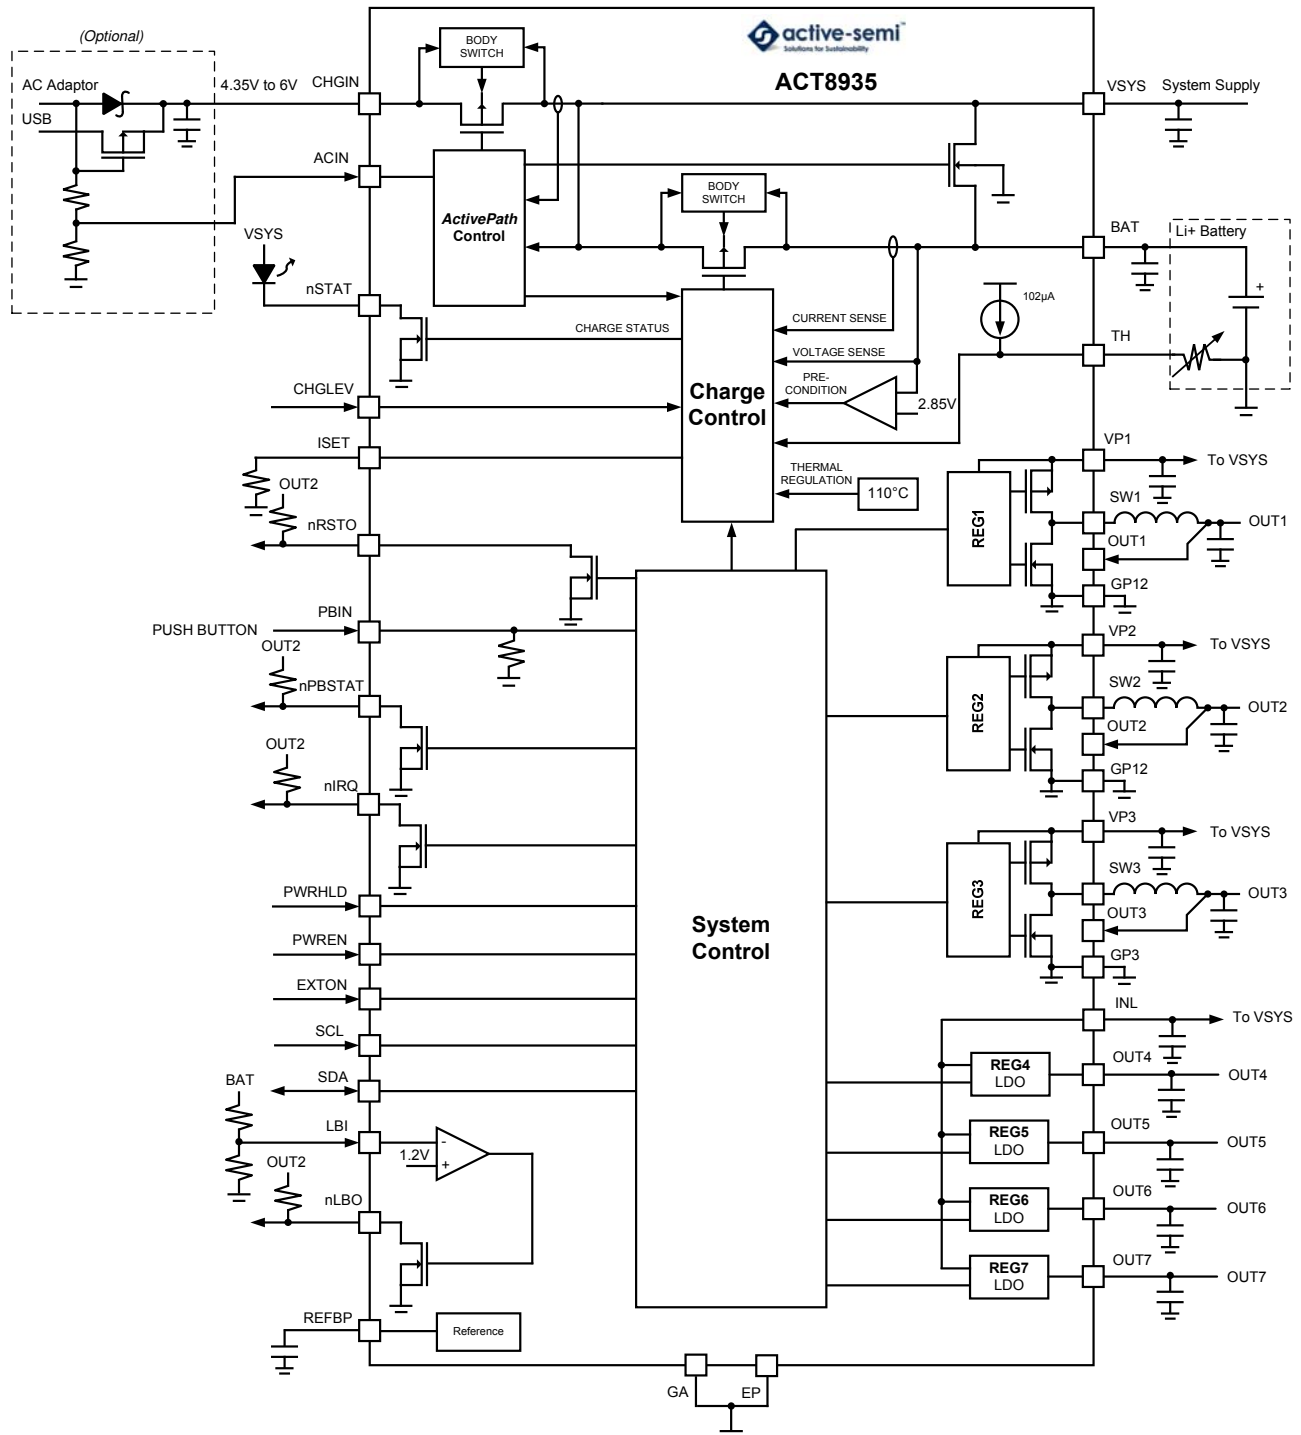 (Optional)
AC Adaptor
USB
4.35V to 6V
CHGIN
BODY
SWITCH
active-semi™
Solutions for Sustainability
ACT8935
VSYS
System Supply
ACIN
ActivePath
Control
BODY
SWITCH
VSYS
nSTAT
BAT
Li+ Battery
+
102µA
CHARGE STATUS
CURRENT SENSE
VOLTAGE SENSE
PRE-
CONDITION
2.85V
TH
Charge
Control
CHGLEV
ISET
THERMAL
REGULATION
110°C
OUT2
nRSTO
VP1
To VSYS
REG1
SW1
OUT1
OUT1
GP12
PBIN
PUSH BUTTON
OUT2
nPBSTAT
VP2
To VSYS
REG2
SW2
OUT2
OUT2
GP12
OUT2
nIRQ
VP3
To VSYS
REG3
SW3
OUT3
OUT3
GP3
System
Control
PWRHLD
PWREN
EXTON
SCL
SDA
INL
To VSYS
REG4
LDO
OUT4
OUT4
BAT
LBI
1.2V
-
+
REG5
LDO
OUT5
OUT5
OUT2
nLBO
REG6
LDO
OUT6
OUT6
REG7
LDO
OUT7
OUT7
REFBP
Reference
GA
EP